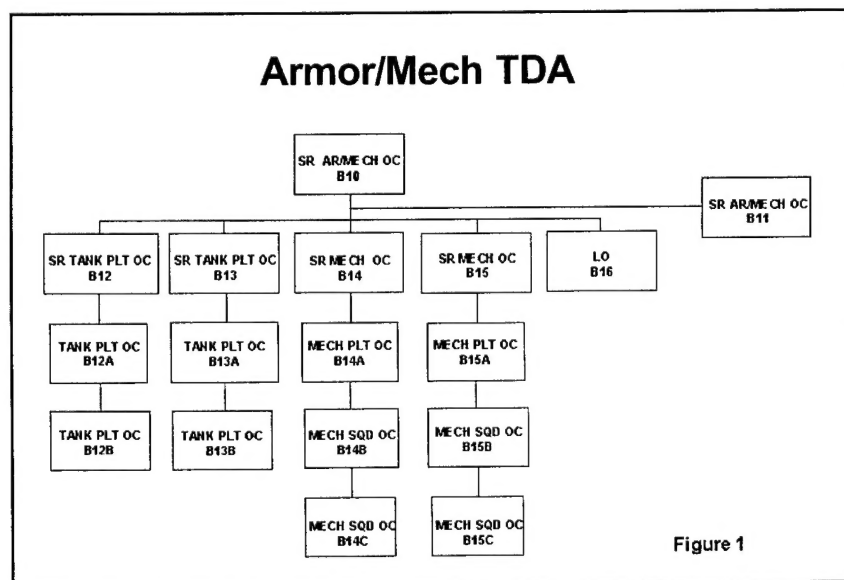 Armor/Mech TDA
SR AR/MECH OC
B10
SR AR/MECH OC
B11
SR TANK PLT OC
B12
SR TANK PLT OC
B13
SR MECH OC
B14
SR MECH OC
B15
LO
B16
TANK PLT OC
B12A
TANK PLT OC
B13A
MECH PLT OC
B14A
MECH PLT OC
B15A
TANK PLT OC
B12B
TANK PLT OC
B13B
MECH SQD OC
B14B
MECH SQD OC
B15B
MECH SQD OC
B14C
MECH SQD OC
B15C
Figure 1